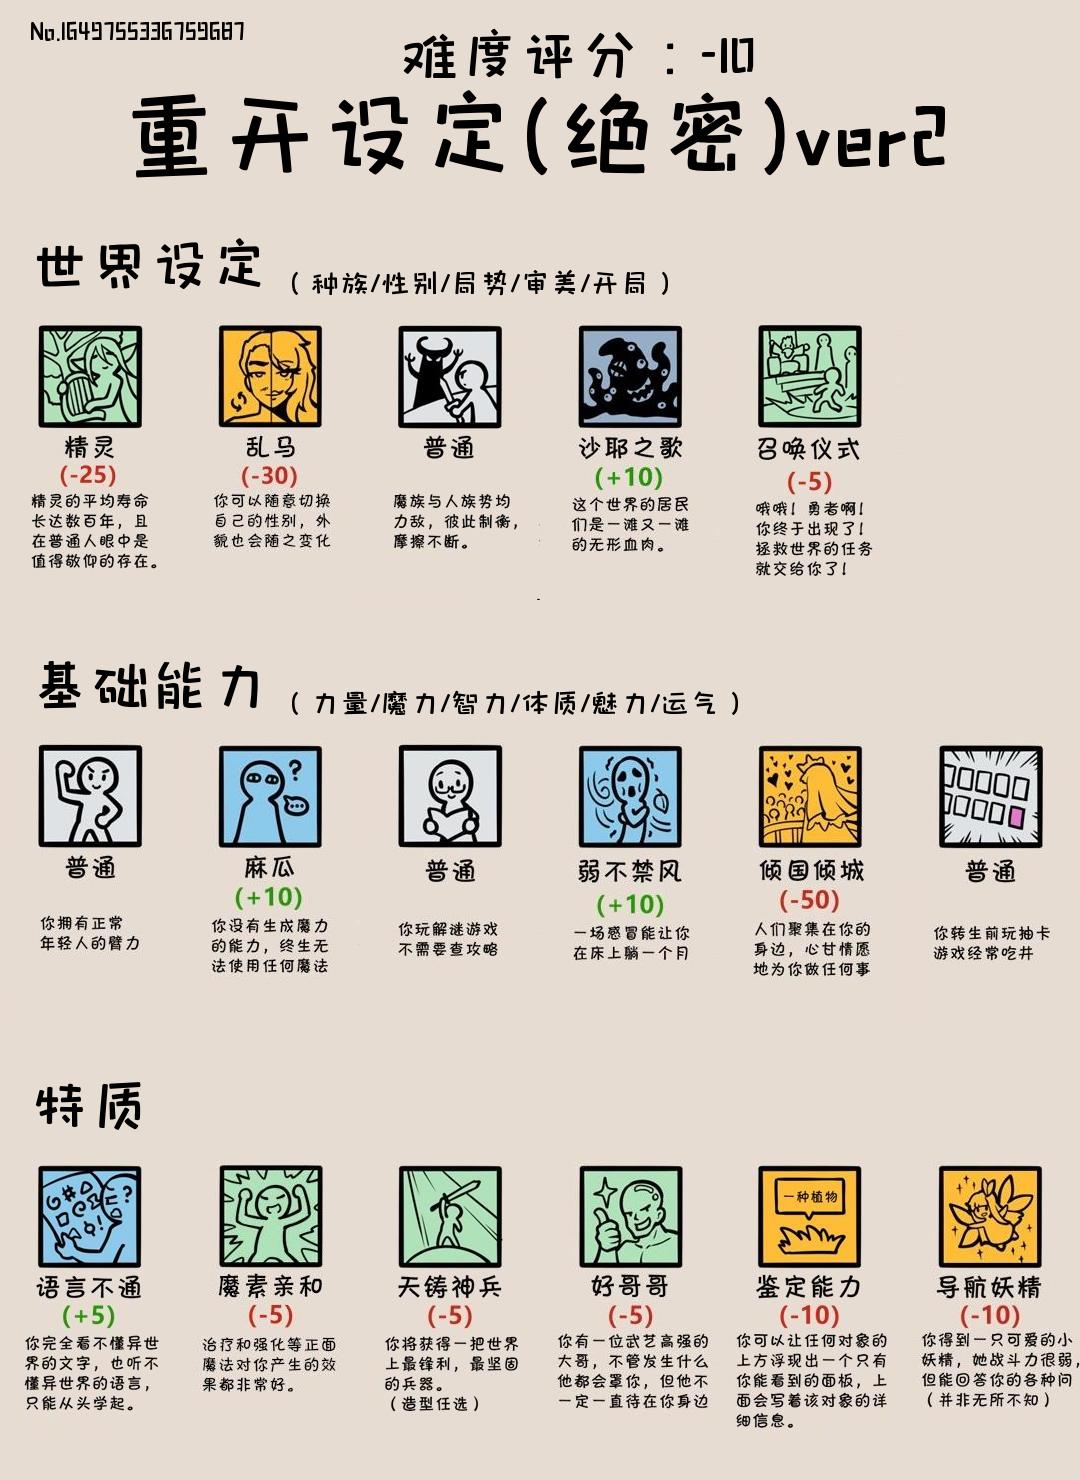 No.1649755336759687
难度评分：-10
重开设定(绝密)ver2
世界设定（种族/性别/局势/审美/开局）
精灵
(-25)
精灵的平均寿命
长达数百年，且
在普通人眼中是
值得敬仰的存在。
乱马
(-30)
你可以随意切换
自己的性别，外
貌也会随之变化
普通
魔族与人族势均
力敌，彼此制衡，
摩擦不断。
沙耶之歌
(+10)
这个世界的居民
们是一滩又一滩
的无形血肉。
召唤仪式
(-5)
哦哦！勇者啊！
你终于出现了！
拯救世界的任务
就交给你了！
基础能力（力量/魔力/智力/体质/魅力/运气）
普通
你拥有正常
年轻人的臂力
?
麻瓜
(+10)
你没有生成魔力
的能力，终生无
法使用任何魔法
普通
你玩解谜游戏
不需要查攻略
弱不禁风
(+10)
一场感冒能让你
在床上躺一个月
倾国倾城
(-50)
人们聚集在你的
身边，心甘情愿
地为你做任何事
普通
你转生前玩抽卡
游戏经常吃井
特质
语言不通
(+5)
你完全看不懂异世
界的文字，也听不
懂异世界的语言，
只能从头学起。
魔素亲和
(-5)
治疗和强化等正面
魔法对你产生的效
果都非常好。
天铸神兵
(-5)
你将获得一把世界
上最锋利，最坚固
的兵器。
（造型任选）
好哥哥
(-5)
你有一位武艺高强的
大哥，不管发生什么
他都会罩你，但他不
一定一直待在你身边
一种植物
鉴定能力
(-10)
你可以让任何对象的
上方浮现出一个只有
你能看到的面板，上
面会写着该对象的详
细信息。
导航妖精
(-10)
你得到一只可爱的小
妖精，她战斗力很弱，
但能回答你的各种问
（并非无所不知）